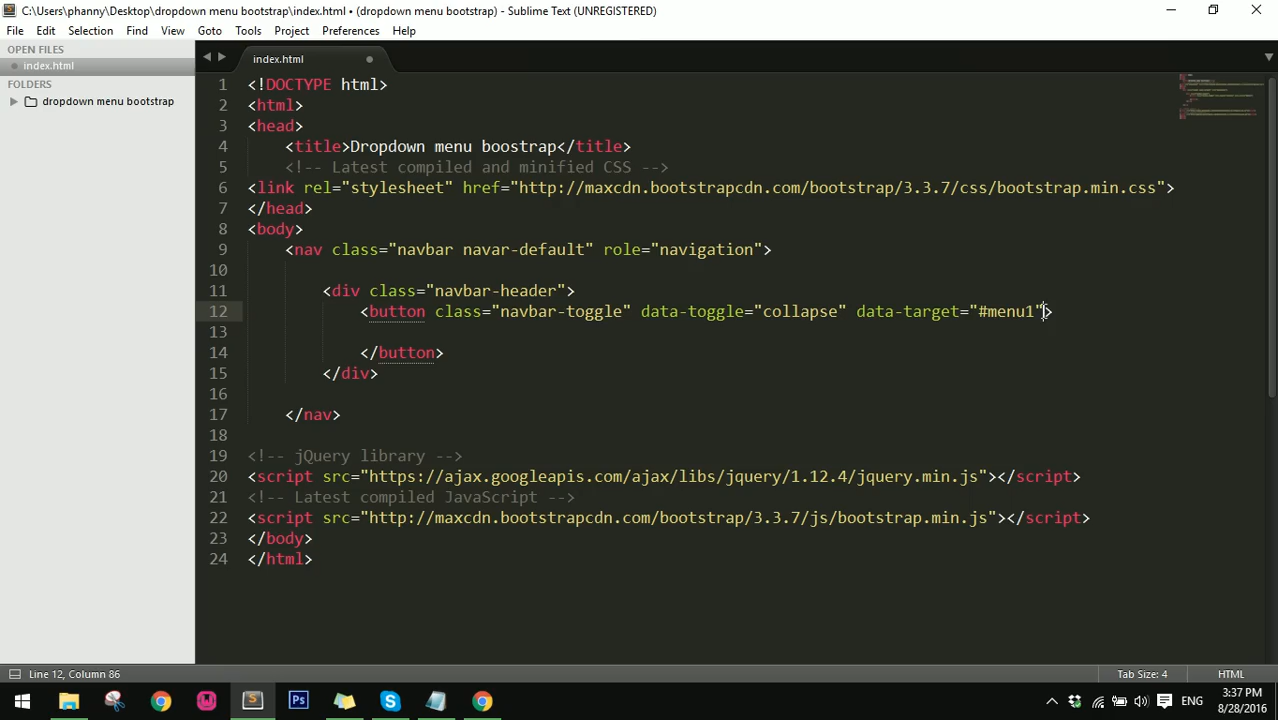 C:\Users\phanny\Desktop\dropdown menu bootstrap\index.html • (dropdown menu bootstrap) - Sublime Text (UNREGISTERED)
File Edit Selection Find View Goto Tools Project Preferences Help
OPEN FILES
index.html
FOLDERS
dropdown menu bootstrap
index.html
1 <!DOCTYPE html>
2 <html>
3 <head>
4 <title>Dropdown menu boostrap</title>
5 <!-- Latest compiled and minified CSS -->
6 <link rel="stylesheet" href="http://maxcdn.bootstrapcdn.com/bootstrap/3.3.7/css/bootstrap.min.css">
7 </head>
8 <body>
9 <nav class="navbar navar-default" role="navigation">
10
11 <div class="navbar-header">
12 <button class="navbar-toggle" data-toggle="collapse" data-target="#menu1">
13
14 </button>
15 </div>
16
17 </nav>
18
19 <!-- jQuery library -->
20 <script src="https://ajax.googleapis.com/ajax/libs/jquery/1.12.4/jquery.min.js"></script>
21 <!-- Latest compiled JavaScript -->
22 <script src="http://maxcdn.bootstrapcdn.com/bootstrap/3.3.7/js/bootstrap.min.js"></script>
23 </body>
24 </html>
Line 12, Column 86
Tab Size: 4 HTML
ENG
3:37 PM
8/28/2016